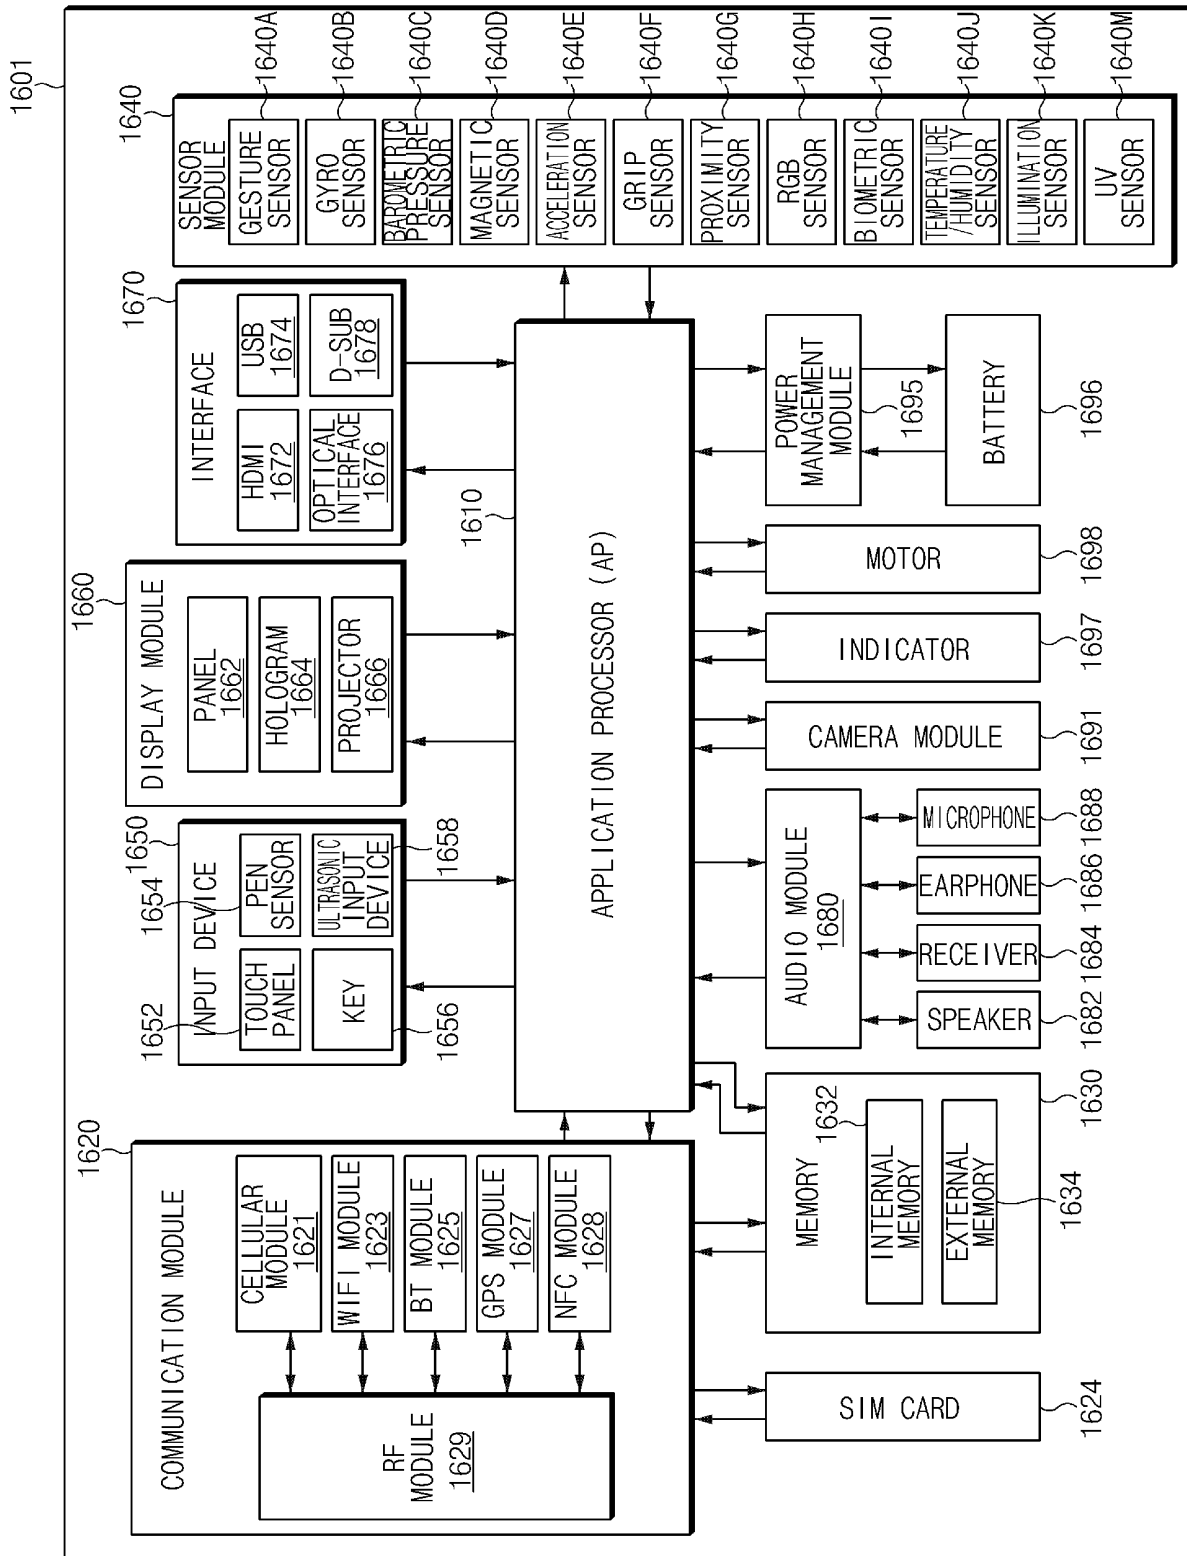 1601
COMMUNICATION MODULE
1620
RF
MODULE
1629
CELLULAR
MODULE
1621
WIFI MODULE
1623
BT MODULE
1625
GPS MODULE
1627
NFC MODULE
1628
INPUT DEVICE
1650
TOUCH
PANEL
1652
PEN
SENSOR
1654
KEY
1656
ULTRASONIC
INPUT
DEVICE
1658
DISPLAY MODULE
1660
PANEL
1662
HOLOGRAM
1664
PROJECTOR
1666
INTERFACE
1670
HDMI
1672
USB
1674
OPTICAL
INTERFACE
1676
D-SUB
1678
SENSOR
MODULE
1640
GESTURE
SENSOR
1640A
GYRO
SENSOR
1640B
BAROMETRIC
PRESSURE
SENSOR
1640C
MAGNETIC
SENSOR
1640D
ACCELERATION
SENSOR
1640E
GRIP
SENSOR
1640F
PROXIMITY
SENSOR
1640G
RGB
SENSOR
1640H
BIOMETRIC
SENSOR
1640I
TEMPERATURE
/HUMIDITY
SENSOR
1640J
ILLUMINATION
SENSOR
1640K
UV
SENSOR
1640M
APPLICATION PROCESSOR (AP)
1610
SIM CARD
1624
MEMORY
1630
INTERNAL
MEMORY
1632
EXTERNAL
MEMORY
1634
AUDIO MODULE
1680
SPEAKER
1682
RECEIVER
1684
EARPHONE
1686
MICROPHONE
1688
CAMERA MODULE
1691
INDICATOR
1697
MOTOR
1698
POWER
MANAGEMENT
MODULE
1695
BATTERY
1696